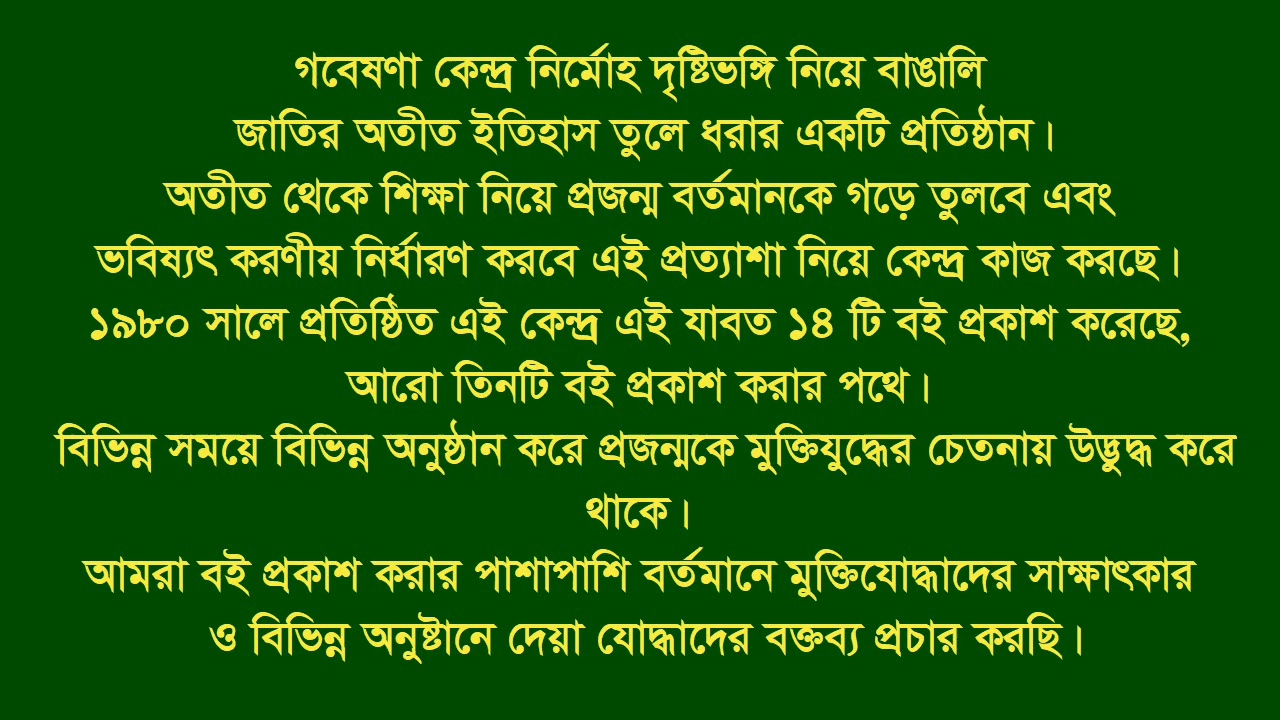 গবেষণা কেন্দ্র নির্মোহ দৃষ্টিভঙ্গি নিয়ে বাঙালি
জাতির অতীত ইতিহাস তুলে ধরার একটি প্রতিষ্ঠান।
অতীত থেকে শিক্ষা নিয়ে প্রজন্ম বর্তমানকে গড়ে তুলবে এবং
ভবিষ্যৎ করণীয় নির্ধারণ করবে এই প্রত্যাশা নিয়ে কেন্দ্র কাজ করছে।
১৯৮০ সালে প্রতিষ্ঠিত এই কেন্দ্র এই যাবত ১৪ টি বই প্রকাশ করেছে,
আরো তিনটি বই প্রকাশ করার পথে।
বিভিন্ন সময়ে বিভিন্ন অনুষ্ঠান করে প্রজন্মকে মুক্তিযুদ্ধের চেতনায় উদ্ভুদ্ধ করে
থাকে।
আমরা বই প্রকাশ করার পাশাপাশি বর্তমানে মুক্তিযোদ্ধাদের সাক্ষাৎকার
ও বিভিন্ন অনুষ্টানে দেয়া যোদ্ধাদের বক্তব্য প্রচার করছি।